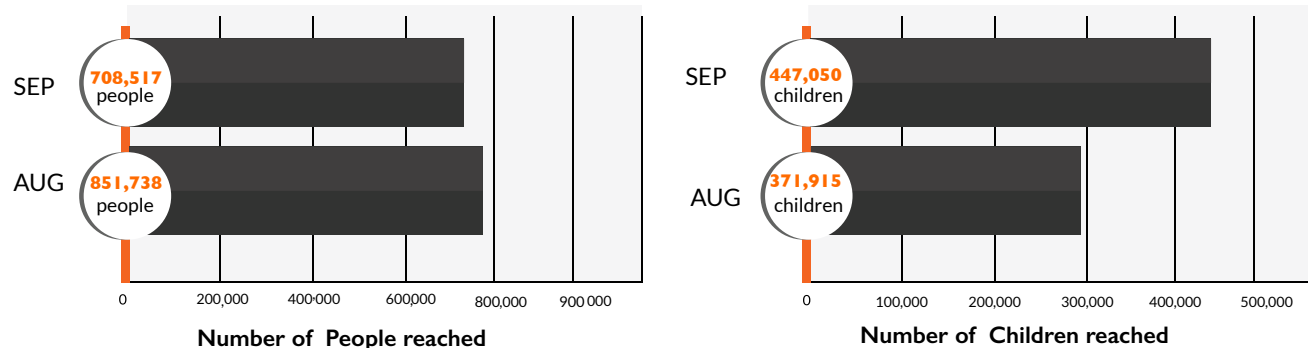 SEP
708,517
people
AUG
851,738
people
0 200,000 400,000 600,000 800,000 900 000
Number of People reached
SEP
447,050
children
AUG
371,915
children
0 100,000 200,000 300,000 400,000 500,000
Number of Children reached